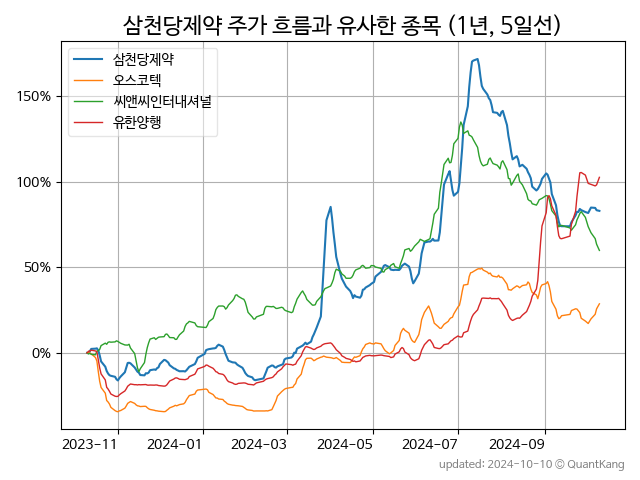 삼천당제약 주가 흐름과 유사한 종목 (1년, 5일선)
삼천당제약
오스코텍
씨앤씨인터내셔널
유한양행
150%
100%
50%
0%
2023-11
2024-01
2024-03
2024-05
2024-07
2024-09
updated: 2024-10-10 © QuantKang